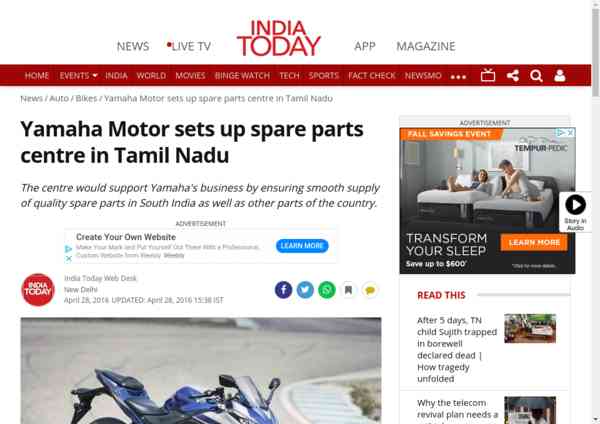 NEWS
LIVE TV
INDIA
TODAY
APP
MAGAZINE
HOME EVENTS INDIA WORLD MOVIES BINGE WATCH TECH SPORTS FACT CHECK NEWSMO
News / Auto / Bikes / Yamaha Motor sets up spare parts centre in Tamil Nadu
Yamaha Motor sets up spare parts
centre in Tamil Nadu
The centre would support Yamaha's business by ensuring smooth supply
of quality spare parts in South India as well as other parts of the country.
ADVERTISEMENT
Create Your Own Website
Make Your Mark and Put Yourself Out There With a Professional,
Custom Website from Weebly Weebly
LEARN MORE
INDIA
TODAY
India Today Web Desk
New Delhi
April 28, 2016 UPDATED: April 28, 2016 15:38 IST
ADVERTISEMENT
FALL SAVINGS EVENT
TEMPUR-PEDIC
TRANSFORM
YOUR SLEEP
Save up to $600*
LEARN MORE
*Click for more details.
Story in
Audio
READ THIS
After 5 days, TN
child Sujith trapped
in borewell
declared dead |
How tragedy
unfolded
Why the telecom
revival plan needs a